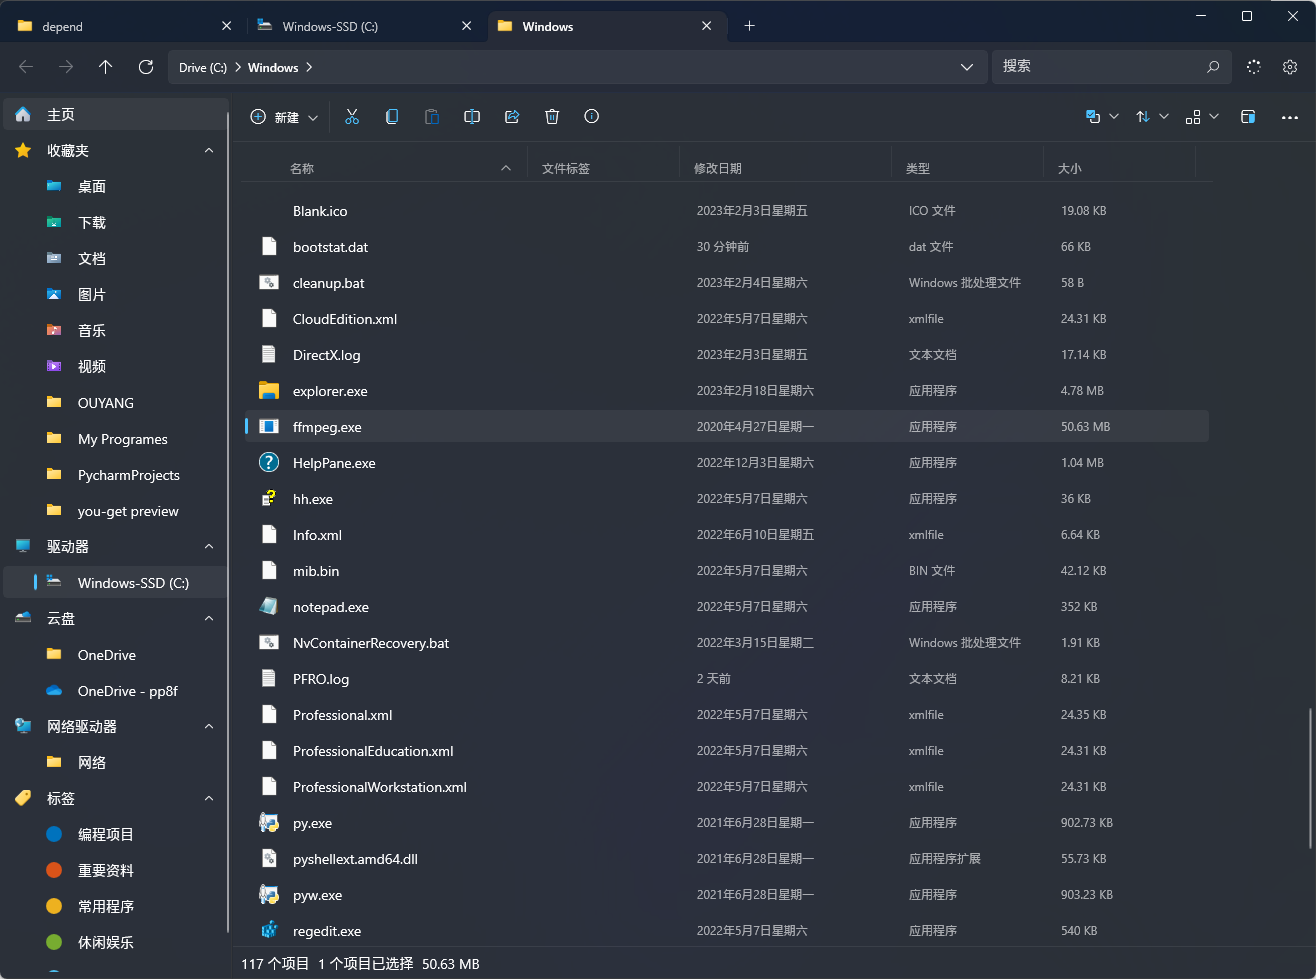 depend
Windows-SSD (C:)
Windows
Drive (C:) > Windows >
搜索
主页
收藏夹
桌面
下载
文档
图片
音乐
视频
OUYANG
My Programes
PycharmProjects
you-get preview
驱动器
Windows-SSD (C:)
云盘
OneDrive
OneDrive - pp8f
网络驱动器
网络
标签
编程项目
重要资料
常用程序
休闲娱乐
新建
名称 文件标签 修改日期 类型 大小
Blank.ico 2023年2月3日星期五 ICO 文件 19.08 KB
bootstat.dat 30 分钟前 dat 文件 66 KB
cleanup.bat 2023年2月4日星期六 Windows 批处理文件 58 B
CloudEdition.xml 2022年5月7日星期六 xmlfile 24.31 KB
DirectX.log 2023年2月3日星期五 文本文档 17.14 KB
explorer.exe 2023年2月18日星期六 应用程序 4.78 MB
ffmpeg.exe 2020年4月27日星期一 应用程序 50.63 MB
HelpPane.exe 2022年12月3日星期六 应用程序 1.04 MB
hh.exe 2022年5月7日星期六 应用程序 36 KB
Info.xml 2022年6月10日星期五 xmlfile 6.64 KB
mib.bin 2022年5月7日星期六 BIN 文件 42.12 KB
notepad.exe 2022年5月7日星期六 应用程序 352 KB
NvContainerRecovery.bat 2022年3月15日星期二 Windows 批处理文件 1.91 KB
PFRO.log 2 天前 文本文档 8.21 KB
Professional.xml 2022年5月7日星期六 xmlfile 24.35 KB
ProfessionalEducation.xml 2022年5月7日星期六 xmlfile 24.31 KB
ProfessionalWorkstation.xml 2022年5月7日星期六 xmlfile 24.31 KB
py.exe 2021年6月28日星期一 应用程序 902.73 KB
pyshellext.amd64.dll 2021年6月28日星期一 应用程序扩展 55.73 KB
pyw.exe 2021年6月28日星期一 应用程序 903.23 KB
regedit.exe 2022年5月7日星期六 应用程序 540 KB
117 个项目 1 个项目已选择 50.63 MB